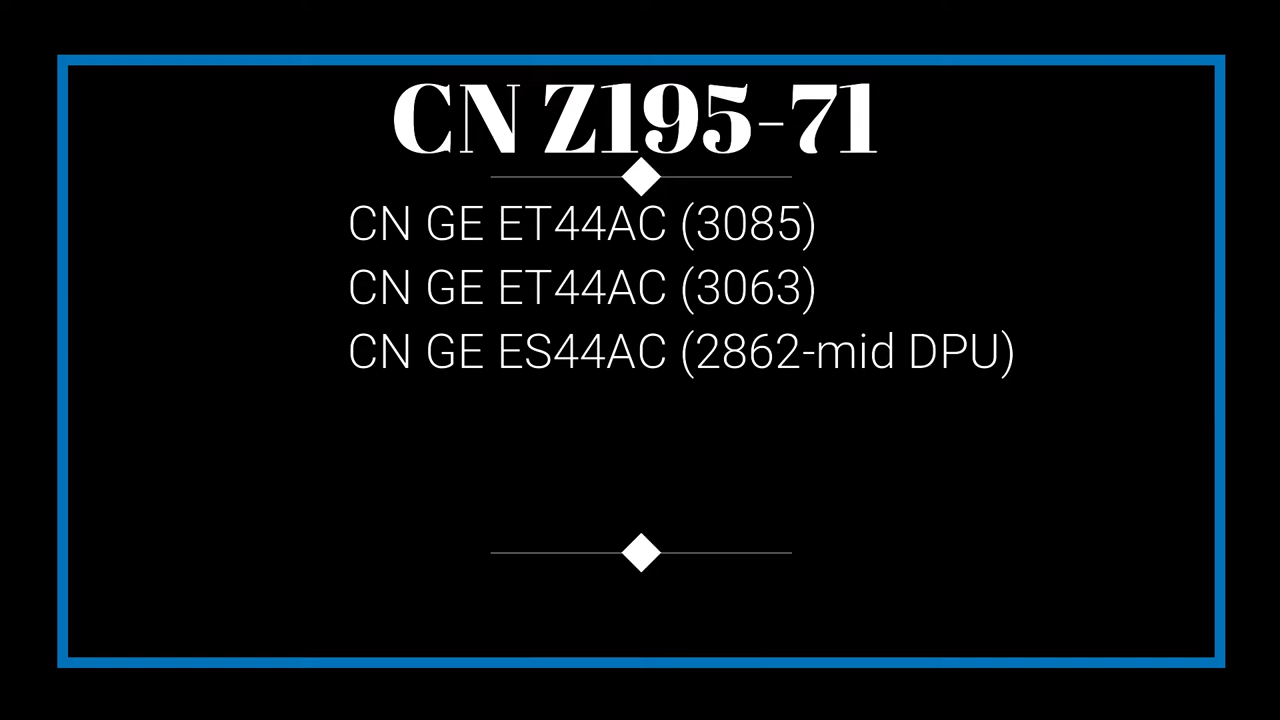 CN Z195-71
CN GE ET44AC (3085)
CN GE ET44AC (3063)
CN GE ES44AC (2862-mid DPU)